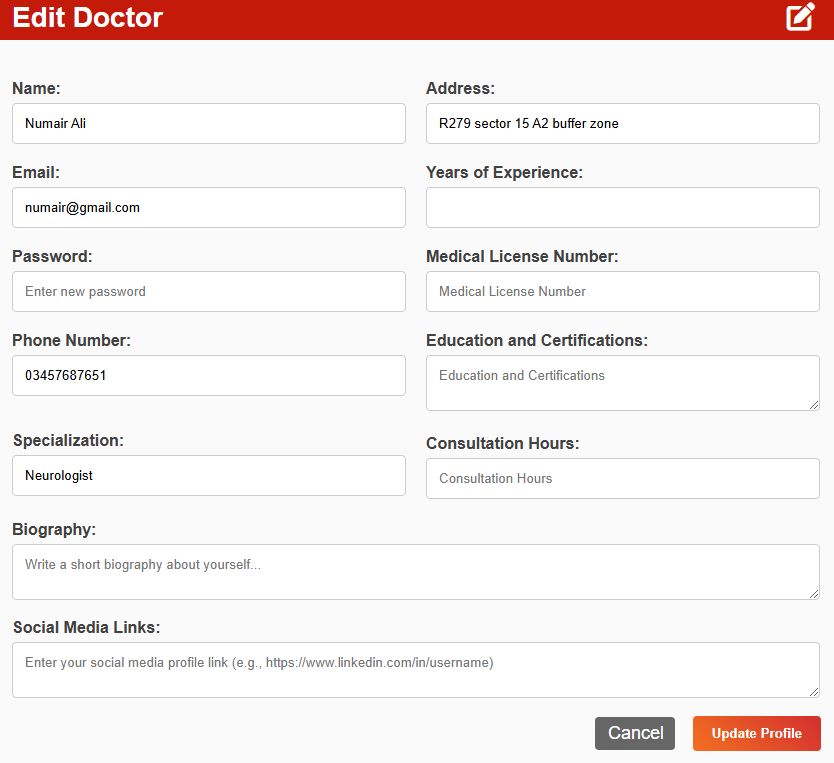 Edit Doctor
Name:
Address:
Numair Ali
R279 sector 15 A2 buffer zone
Email:
Years of Experience:
numair@gmail.com
Password:
Medical License Number:
Enter new password
Medical License Number
Phone Number:
Education and Certifications:
03457687651
Education and Certifications
Specialization:
Consultation Hours:
Neurologist
Consultation Hours
Biography:
Write a short biography about yourself...
Social Media Links:
Enter your social media profile link (e.g., https://www.linkedin.com/in/username)
Cancel
Update Profile